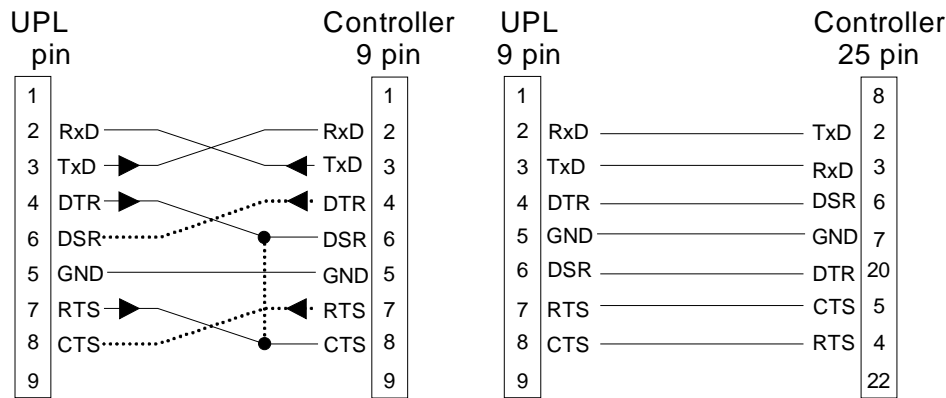 UPL Controller
pin 9 pin
1 1
2 RxD RxD 2
3 TxD TxD 3
4 DTR DTR 4
6 DSR DSR 6
5 GND GND 5
7 RTS RTS 7
8 CTS CTS 8
9 9
UPL Controller
9 pin 25 pin
1 8
2 RxD TxD 2
3 TxD RxD 3
4 DTR DSR 6
5 GND GND 7
6 DSR DTR 20
7 RTS CTS 5
8 CTS RTS 4
9 22